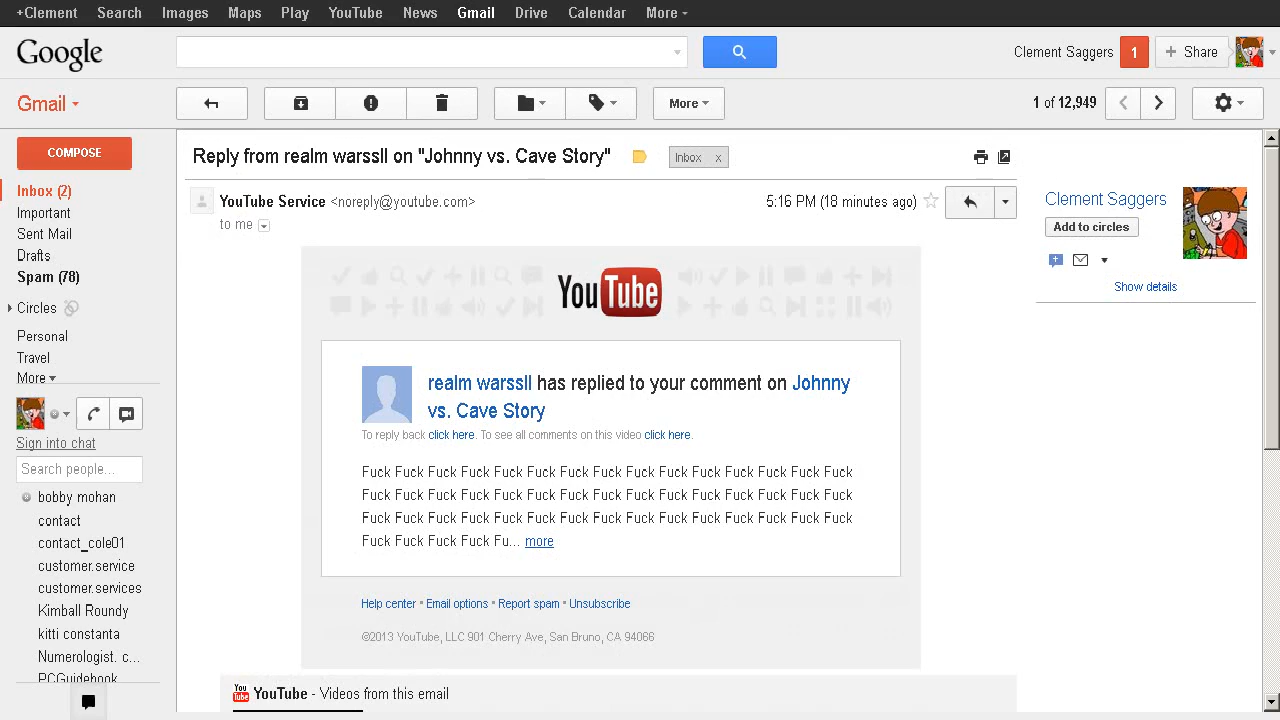 +Clement Search Images Maps Play YouTube News Gmail Drive Calendar More
Google
Clement Saggers 1 + Share
Gmail
More
1 of 12,949
COMPOSE
Inbox (2)
Important
Sent Mail
Drafts
Spam (78)
Circles
Personal
Travel
More
Sign into chat
Search people...
bobby mohan
contact
contact_cole01
customer.service
customer.services
Kimball Roundy
kitti constanta
Numerologist. c...
PCGuidebook
Reply from realm warssll on "Johnny vs. Cave Story" Inbox x
YouTube Service <noreply@youtube.com> 5:16 PM (18 minutes ago)
to me
YouTube
realm warssll has replied to your comment on Johnny
vs. Cave Story
To reply back click here. To see all comments on this video click here.
Fuck Fuck Fuck Fuck Fuck Fuck Fuck Fuck Fuck Fuck Fuck Fuck Fuck Fuck Fuck
Fuck Fuck Fuck Fuck Fuck Fuck Fuck Fuck Fuck Fuck Fuck Fuck Fuck Fuck Fuck
Fuck Fuck Fuck Fuck Fuck Fuck Fuck Fuck Fuck Fuck Fuck Fuck Fuck Fuck Fuck
Fuck Fuck Fuck Fuck Fu... more
Help center • Email options • Report spam • Unsubscribe
©2013 YouTube, LLC 901 Cherry Ave, San Bruno, CA 94066
YouTube YouTube - Videos from this email
Clement Saggers
Add to circles
Show details